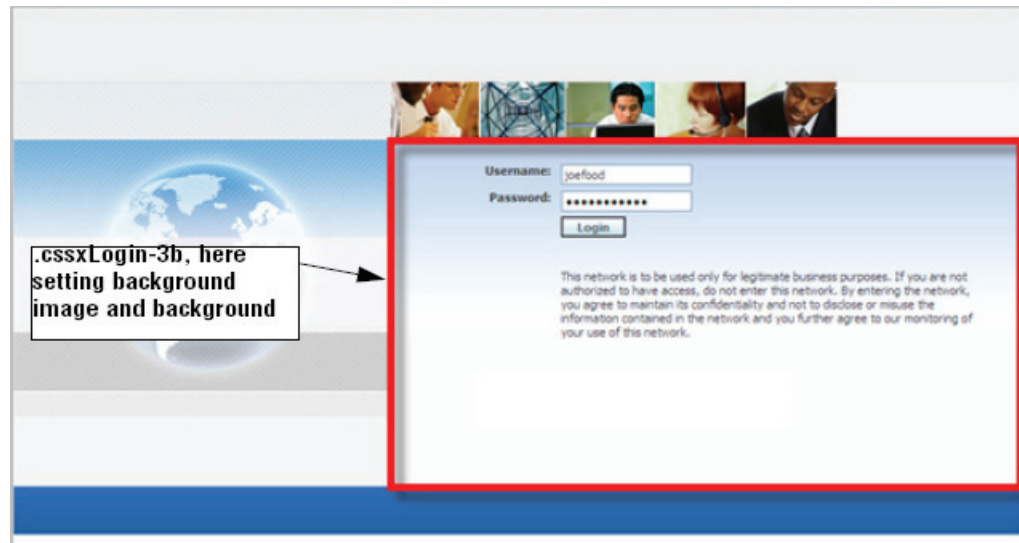 Username: joefood
Password: ●●●●●●●●●●●
Login
.cssxLogin-3b, here
setting background
image and background
This network is to be used only for legitimate business purposes. If you are not
authorized to have access, do not enter this network. By entering the network,
you agree to maintain its confidentiality and not to disclose or misuse the
information contained in the network and you further agree to our monitoring of
your use of this network.